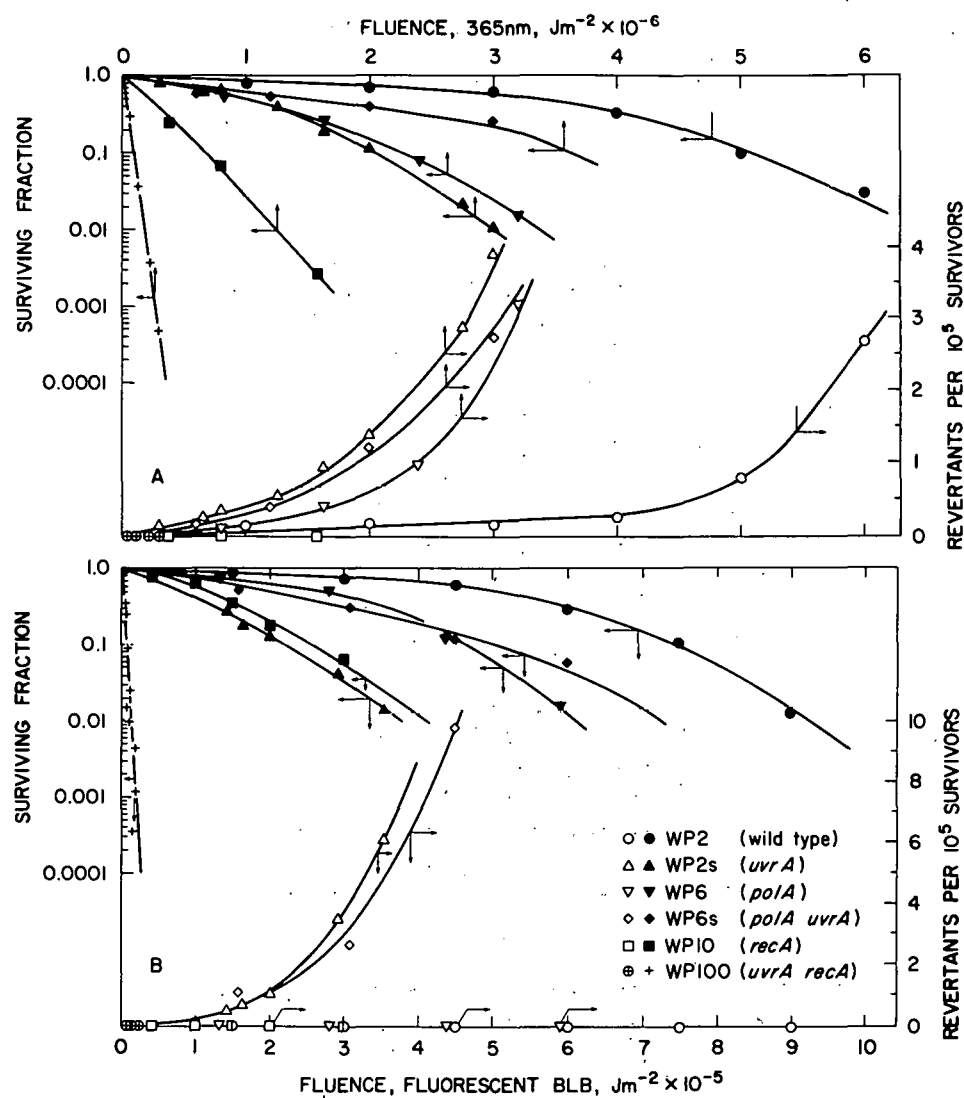 FLUENCE, 365nm, Jm⁻² × 10⁻⁶
0 1 2 3 4 5 6
SURVIVING FRACTION
1.0
0.1
0.01
0.001
0.0001
A
4
3
2
1
0
REVERTANTS PER 10⁵ SURVIVORS
SURVIVING FRACTION
1.0
0.1
0.01
0.001
0.0001
B
10
8
6
4
2
0
REVERTANTS PER 10⁵ SURVIVORS
WP2 (wild type)
WP2s (uvrA)
WP6 (polA)
WP6s (polA uvrA)
WP10 (recA)
WP100 (uvrA recA)
0 1 2 3 4 5 6 7 8 9 10
FLUENCE, FLUORESCENT BLB, Jm⁻² × 10⁻⁵